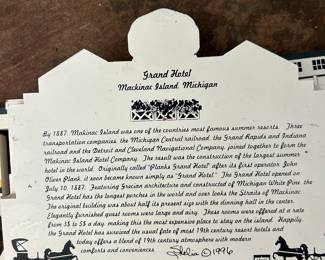 Grand Hotel
Mackinac Island, Michigan
By 1887, Makinac Island was one of the countries most famous summer resorts. Three
transportation companies, the Michigan Central railroad, the Grand Rapids and Indiana
railroad and the Detroit and Cleveland Navigational Company, joined together to form the
Makinac Island Hotel Company. The result was the construction of the largest summer
hotel in the world. Originally called "Planks Grand Hotel" after its first operator, John
Oliver Plank, it soon became known simply as "Grand Hotel." The Grand Hotel opened on
July 10, 1887. Featuring Grecian architecture and constructed of Michigan White Pine, the
Grand Hotel has the longest porches in the world and over looks the Straits of Mackinac.
The original building was about half its present size with the dinning hall in the center.
Elegantly furnished guest rooms were large and airy. These rooms were offered at a rate
from $3 to $5 a day, making this the most expensive place to stay on the island. Happily
the Grand Hotel has survived the usual fate of most 19th century resort hotels and
today offers a blend of 19th century atmosphere with modern
comforts and conveniences. Shelia ©1996